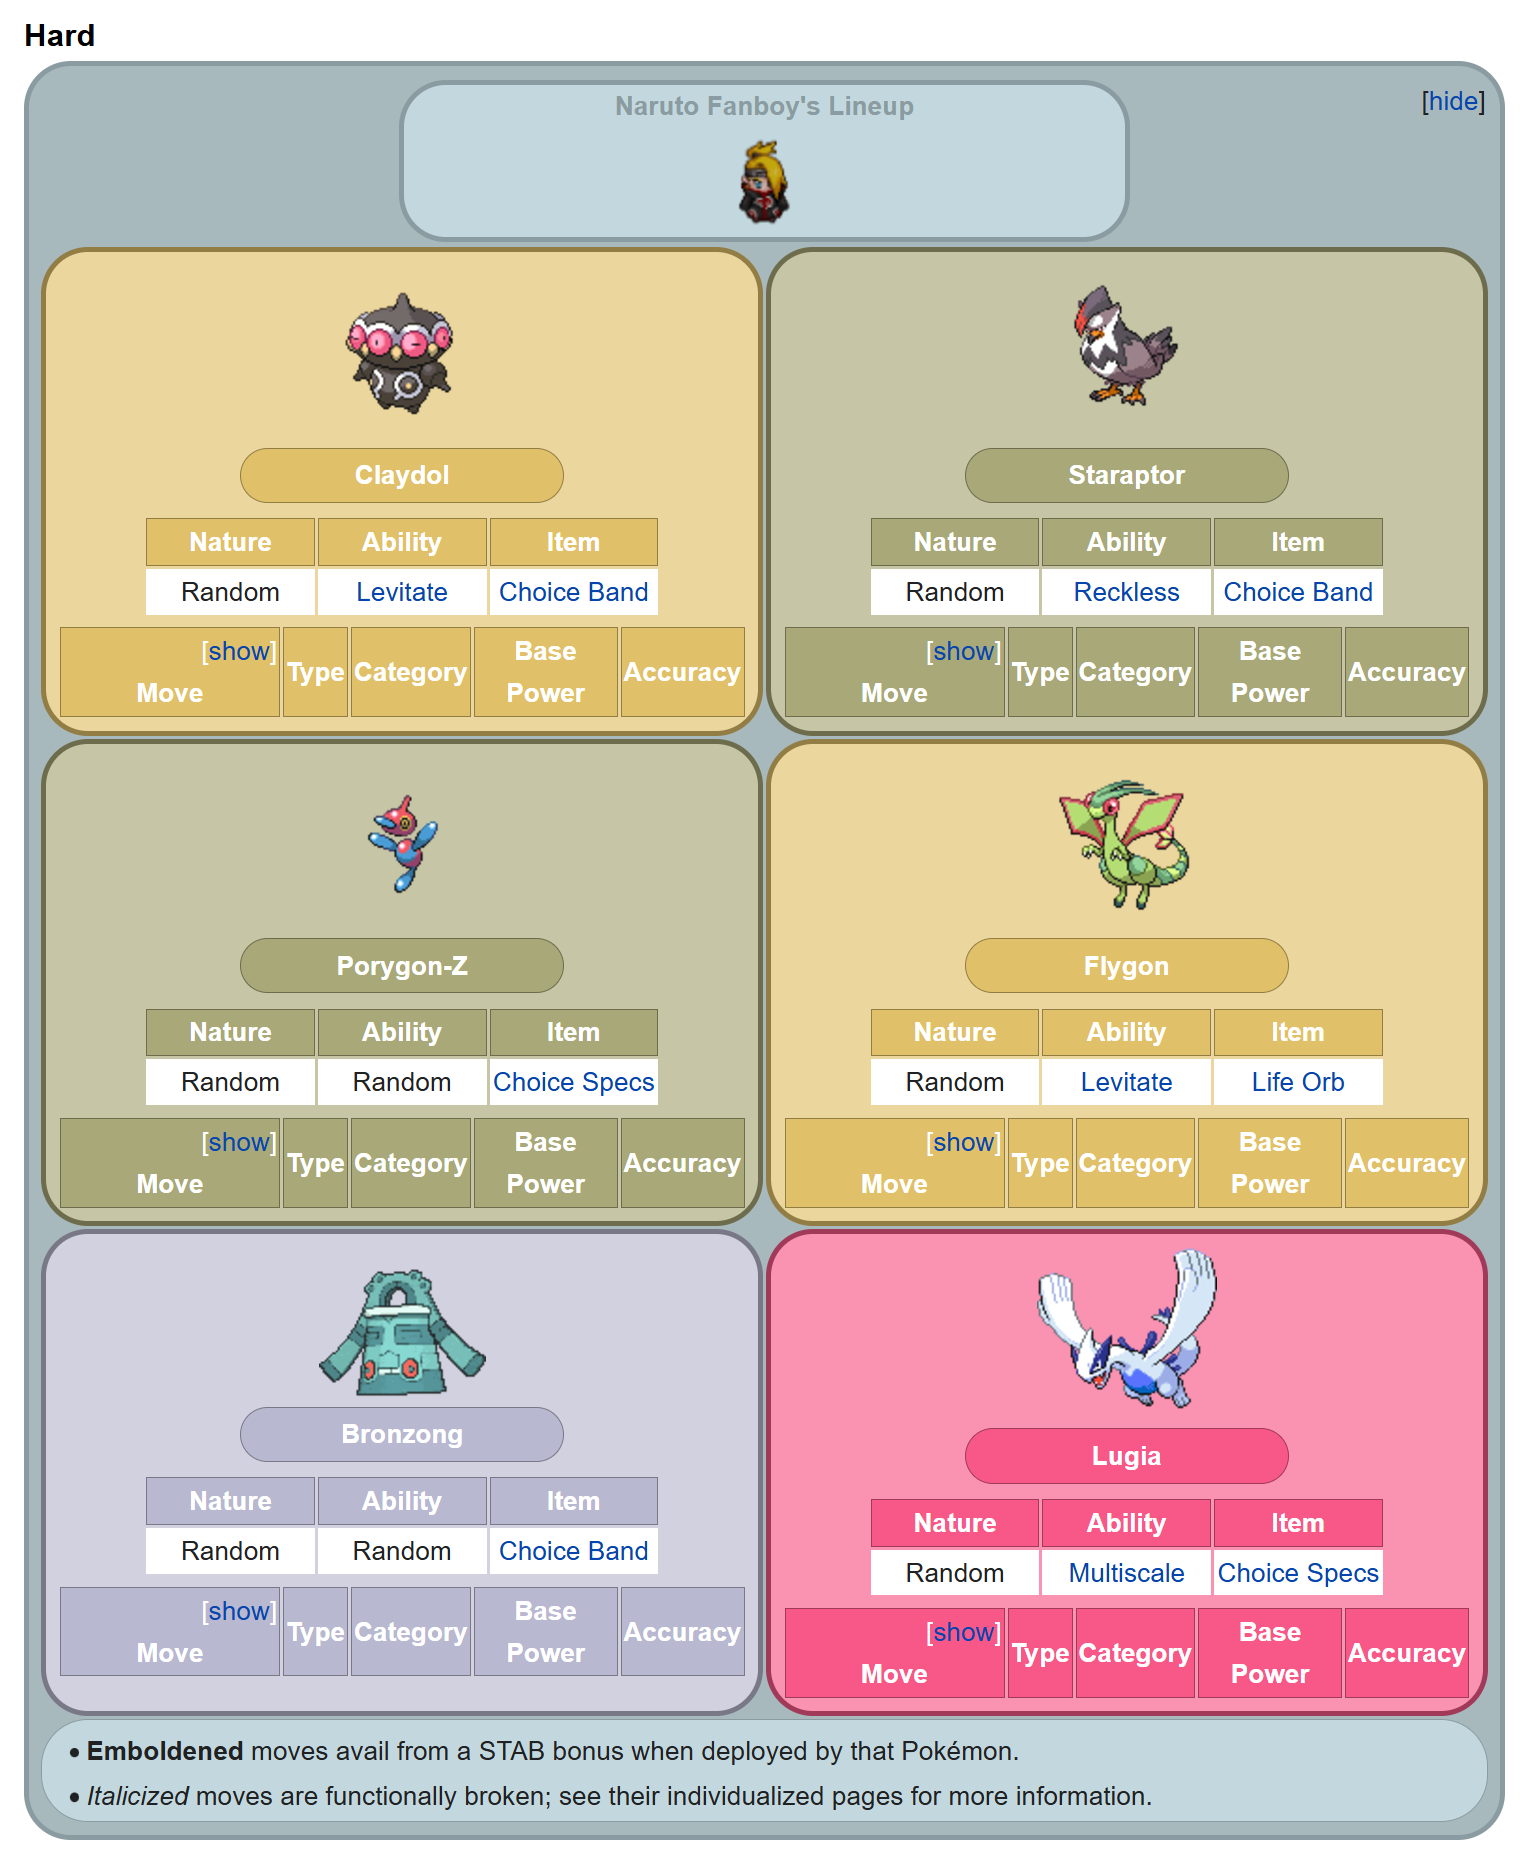 Hard
Naruto Fanboy's Lineup
[hide]
Claydol
Nature Ability Item
Random Levitate Choice Band
[show]
Move Type Category Base Power Accuracy
Staraptor
Nature Ability Item
Random Reckless Choice Band
[show]
Move Type Category Base Power Accuracy
Porygon-Z
Nature Ability Item
Random Random Choice Specs
[show]
Move Type Category Base Power Accuracy
Flygon
Nature Ability Item
Random Levitate Life Orb
[show]
Move Type Category Base Power Accuracy
Bronzong
Nature Ability Item
Random Random Choice Band
[show]
Move Type Category Base Power Accuracy
Lugia
Nature Ability Item
Random Multiscale Choice Specs
[show]
Move Type Category Base Power Accuracy
• Emboldened moves avail from a STAB bonus when deployed by that Pokémon.
• Italicized moves are functionally broken; see their individualized pages for more information.